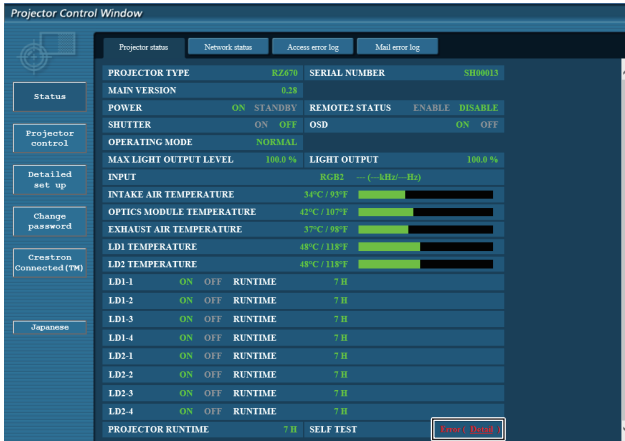 Projector Control Window
Projector status Network status Access error log Mail error log
Status
Projector control
Detailed set up
Change password
Crestron Connected(TM)
Japanese
PROJECTOR TYPE RZ670 SERIAL NUMBER SH00013
MAIN VERSION 0.28
POWER ON STANDBY REMOTE2 STATUS ENABLE DISABLE
SHUTTER ON OFF OSD ON OFF
OPERATING MODE NORMAL
MAX LIGHT OUTPUT LEVEL 100.0 % LIGHT OUTPUT 100.0 %
INPUT RGB2 --- (---kHz/---Hz)
INTAKE AIR TEMPERATURE 34°C / 93°F
OPTICS MODULE TEMPERATURE 42°C / 107°F
EXHAUST AIR TEMPERATURE 37°C / 98°F
LD1 TEMPERATURE 48°C / 118°F
LD2 TEMPERATURE 48°C / 118°F
LD1-1 ON OFF RUNTIME 7 H
LD1-2 ON OFF RUNTIME 7 H
LD1-3 ON OFF RUNTIME 7 H
LD1-4 ON OFF RUNTIME 7 H
LD2-1 ON OFF RUNTIME 7 H
LD2-2 ON OFF RUNTIME 7 H
LD2-3 ON OFF RUNTIME 7 H
LD2-4 ON OFF RUNTIME 7 H
PROJECTOR RUNTIME 7 H SELF TEST Error ( Detail )